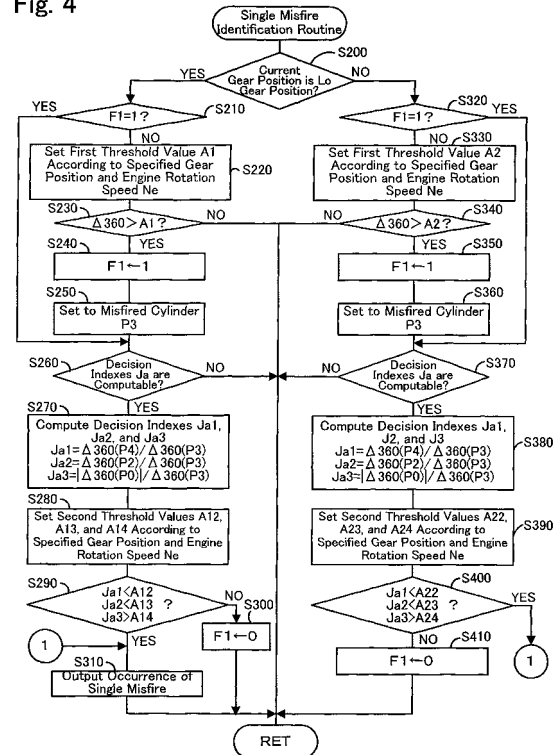 Fig. 4
Single Misfire
Identification Routine
S200
Current
Gear Position is Lo
Gear Position?
YES
NO
YES
F1=1?
S210
NO
Set First Threshold Value A1
According to Specified Gear
Position and Engine Rotation
Speed Ne
S220
S230
Δ360>A1?
NO
S240
YES
F1←1
S250
Set to Misfired Cylinder
P3
S260
Decision
Indexes Ja are
Computable?
NO
S270
YES
Compute Decision Indexes Ja1,
Ja2, and Ja3
Ja1=Δ360(P4)/Δ360(P3)
Ja2=Δ360(P2)/Δ360(P3)
Ja3=|Δ360(P0)|/Δ360(P3)
S280
Set Second Threshold Values A12,
A13, and A14 According to
Specified Gear Position and Engine
Rotation Speed Ne
S290
Ja1<A12
Ja2<A13 ?
Ja3>A14
NO
S300
F1←0
1
YES
S310
Output Occurrence of
Single Misfire
F1=1?
S320
YES
NO
S330
Set First Threshold Value A2
According to Specified Gear
Position and Engine Rotation
Speed Ne
S340
NO
Δ360>A2?
YES
S350
F1←1
S360
Set to Misfired Cylinder
P3
NO
Decision
Indexes Ja are
Computable?
S370
YES
Compute Decision Indexes Ja1,
J2, and J3
Ja1=Δ360(P4)/Δ360(P3)
Ja2=Δ360(P2)/Δ360(P3)
Ja3=|Δ360(P0)|/Δ360(P3)
S380
Set Second Threshold Values A22,
A23, and A24 According to
Specified Gear Position and Engine
Rotation Speed Ne
S390
S400
Ja1<A22
Ja2<A23 ?
Ja3>A24
YES
NO
S410
F1←0
1
RET